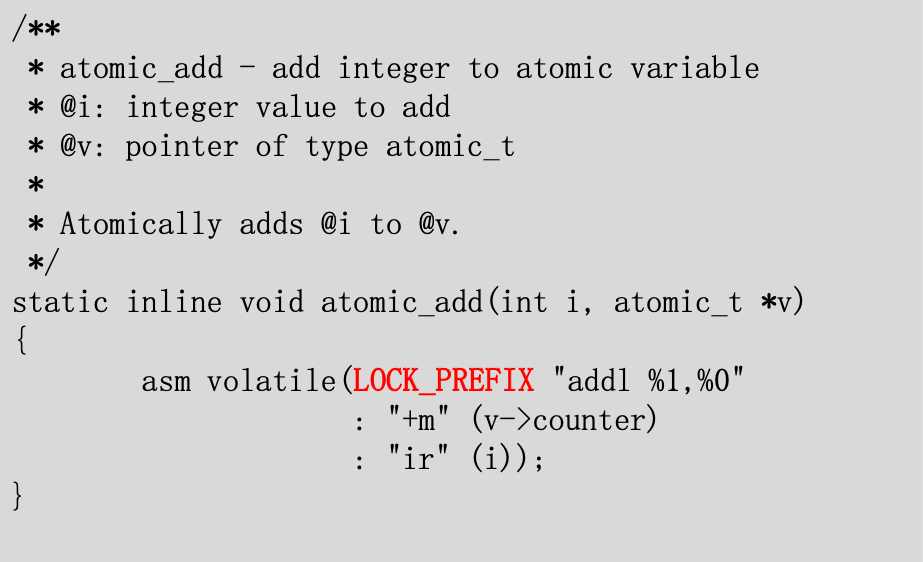 /**
 * atomic_add - add integer to atomic variable
 * @i: integer value to add
 * @v: pointer of type atomic_t
 *
 * Atomically adds @i to @v.
 */
static inline void atomic_add(int i, atomic_t *v)
{
        asm volatile(LOCK_PREFIX "addl %1,%0"
                     : "+m" (v->counter)
                     : "ir" (i));
}